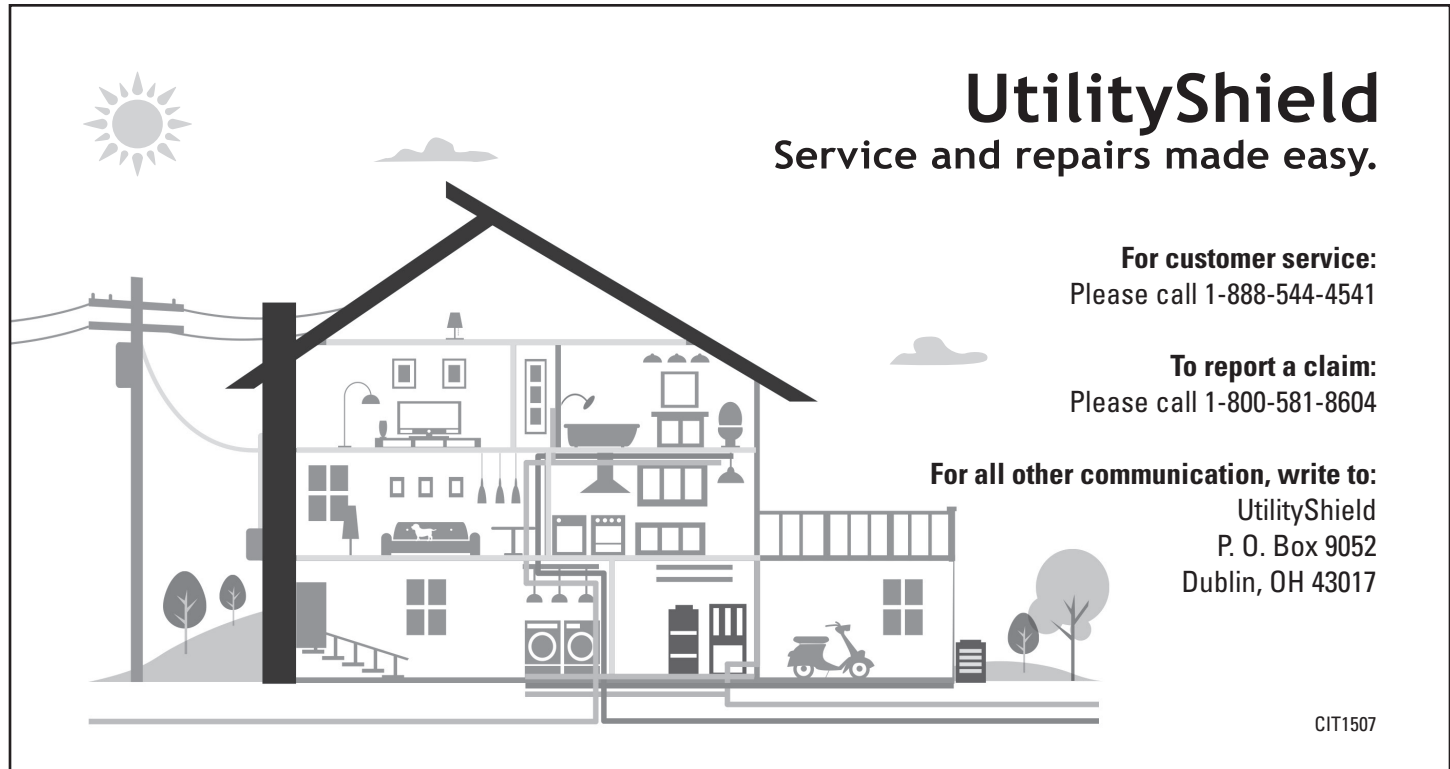 UtilityShield
Service and repairs made easy.
For customer service:
Please call 1-888-544-4541
To report a claim:
Please call 1-800-581-8604
For all other communication, write to:
UtilityShield
P. O. Box 9052
Dublin, OH 43017
CIT1507